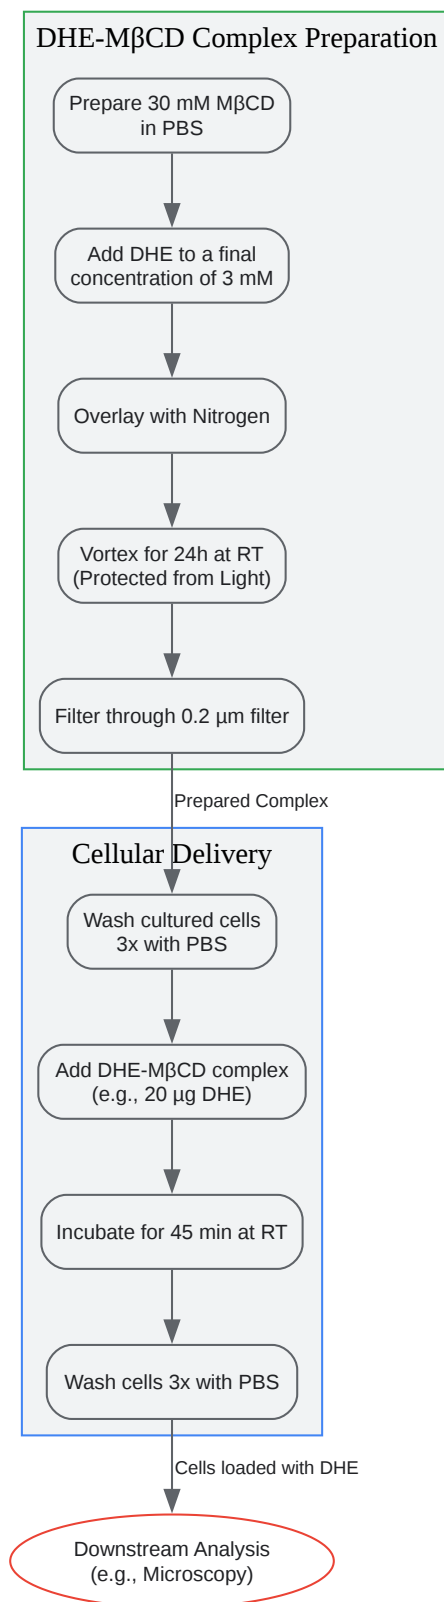 DHE-MβCD Complex Preparation
Prepare 30 mM MβCD
in PBS
Add DHE to a final
concentration of 3 mM
Overlay with Nitrogen
Vortex for 24h at RT
(Protected from Light)
Filter through 0.2 µm filter
Prepared Complex
Cellular Delivery
Wash cultured cells
3x with PBS
Add DHE-MβCD complex
(e.g., 20 µg DHE)
Incubate for 45 min at RT
Wash cells 3x with PBS
Cells loaded with DHE
Downstream Analysis
(e.g., Microscopy)